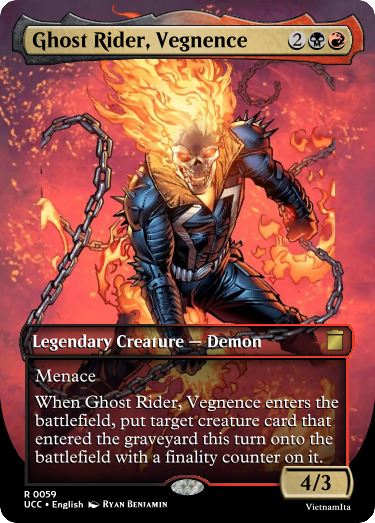 Ghost Rider, Vegnence 2
Legendary Creature — Demon
Menace
When Ghost Rider, Vegnence enters the
battlefield, put target creature card that
entered the graveyard this turn onto the
battlefield with a finality counter on it.
4/3
R 0059
UCC • English Ryan Benjamin
VietnamIta